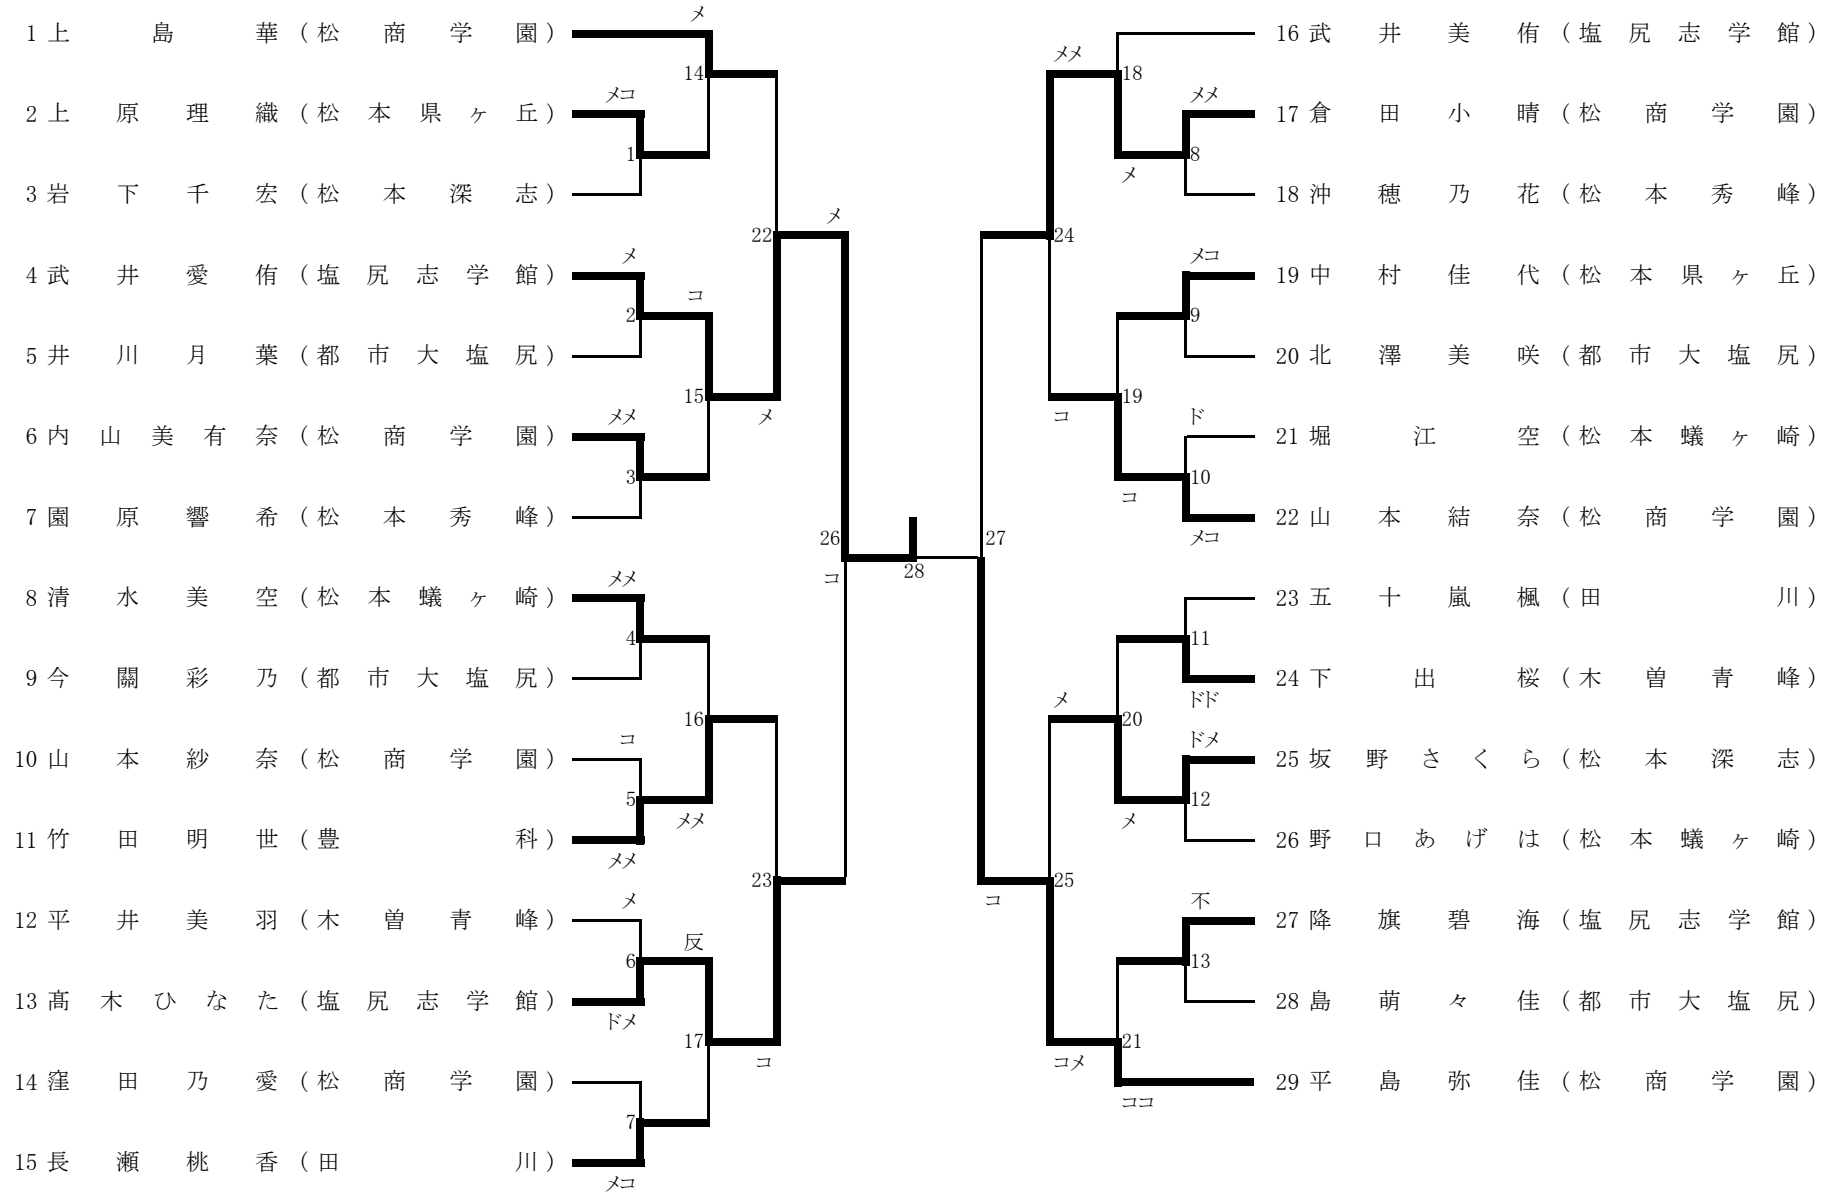 メ
1 上島華 (松商学園)
16 武井美侑 (塩尻志学館)
メメ
14
18
メコ
メメ
2 上原理織 (松本県ヶ丘)
17 倉田小晴 (松商学園)
1
8
メ
3 岩下千宏 (松本深志)
18 沖穂乃花 (松本秀峰)
メ
22
24
メ
メコ
4 武井愛侑 (塩尻志学館)
19 中村佳代 (松本県ヶ丘)
コ
2
9
5 井川月葉 (都市大塩尻)
20 北澤美咲 (都市大塩尻)
15
19
メメ
メ
コ
ド
6 内山美有奈 (松商学園)
21 堀江空 (松本蟻ヶ崎)
3
10
コ
7 園原響希 (松本秀峰)
22 山本結奈 (松商学園)
26
27
メコ
28
メメ
コ
8 清水美空 (松本蟻ヶ崎)
23 五十嵐楓 (田川)
4
11
9 今關彩乃 (都市大塩尻)
24 下出桜 (木曽青峰)
メ
ドド
16
20
コ
ドメ
10 山本紗奈 (松商学園)
25 坂野さくら (松本深志)
5
12
メメ
メ
11 竹田明世 (豊科)
26 野口あげは (松本蟻ヶ崎)
メメ
23
25
メ
コ
不
12 平井美羽 (木曽青峰)
27 降旗碧海 (塩尻志学館)
反
6
13
13 髙木ひなた (塩尻志学館)
28 島萌々佳 (都市大塩尻)
ドメ
17
21
コ
コメ
14 窪田乃愛 (松商学園)
29 平島弥佳 (松商学園)
ココ
7
15 長瀬桃香 (田川)
メコ